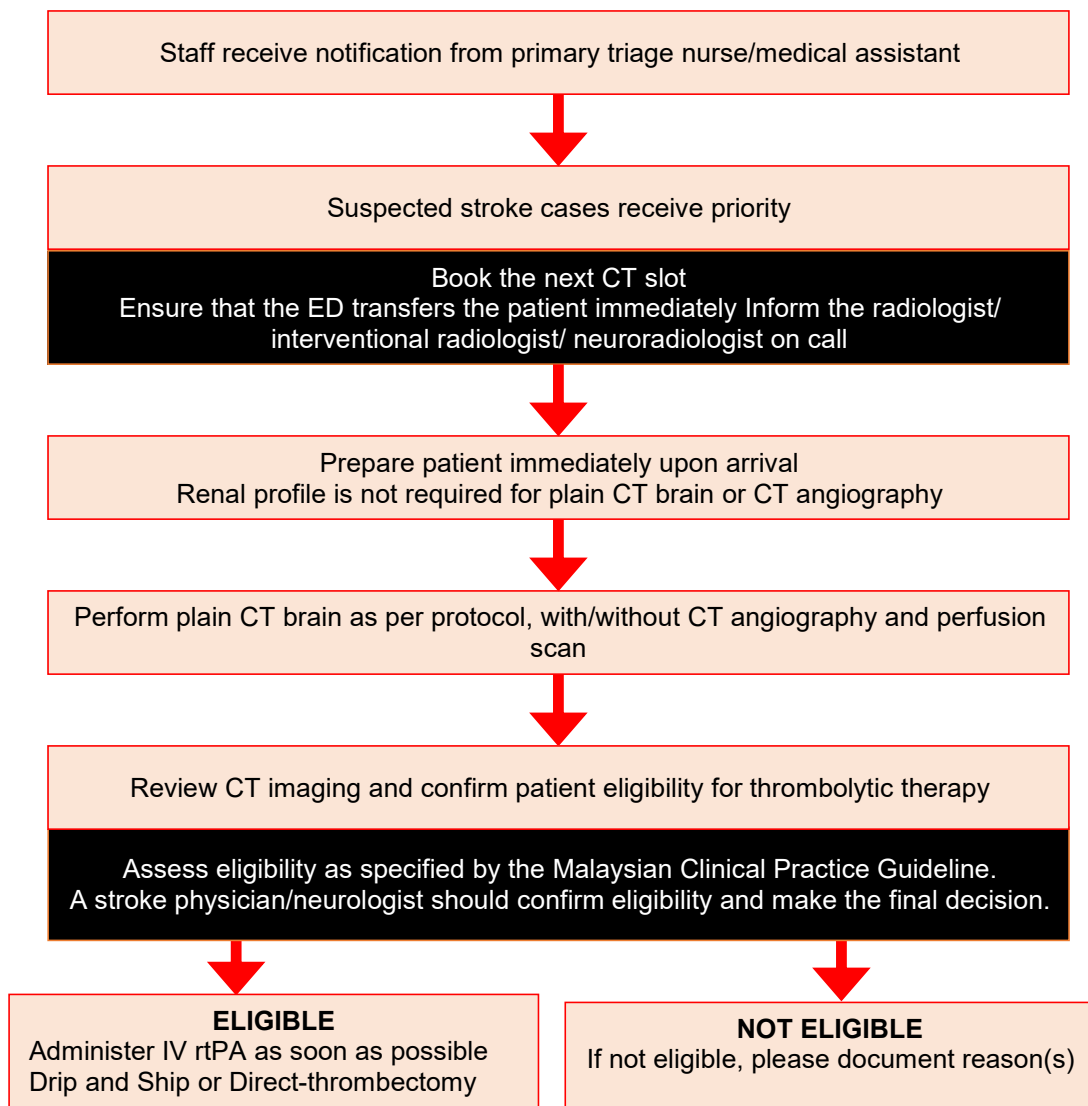 Staff receive notification from primary triage nurse/medical assistant
Suspected stroke cases receive priority
Book the next CT slot
Ensure that the ED transfers the patient immediately Inform the radiologist/
interventional radiologist/ neuroradiologist on call
Prepare patient immediately upon arrival
Renal profile is not required for plain CT brain or CT angiography
Perform plain CT brain as per protocol, with/without CT angiography and perfusion
scan
Review CT imaging and confirm patient eligibility for thrombolytic therapy
Assess eligibility as specified by the Malaysian Clinical Practice Guideline.
A stroke physician/neurologist should confirm eligibility and make the final decision.
ELIGIBLE
Administer IV rtPA as soon as possible
Drip and Ship or Direct-thrombectomy
NOT ELIGIBLE
If not eligible, please document reason(s)